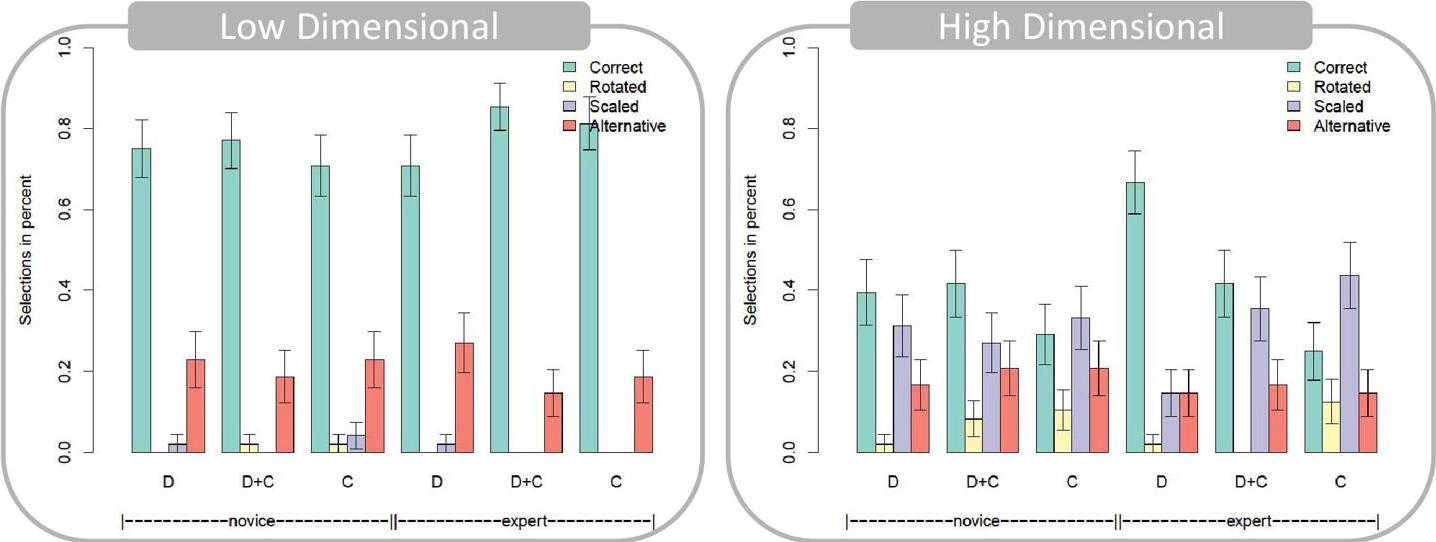 Low Dimensional
1.0
0.8
0.6
0.4
0.2
0.0
Selections in percent
Correct
Rotated
Scaled
Alternative
D D+C C D D+C C
|------------novice------------||------------expert------------|
High Dimensional
1.0
0.8
0.6
0.4
0.2
0.0
Selections in percent
Correct
Rotated
Scaled
Alternative
D D+C C D D+C C
|------------novice------------||------------expert------------|